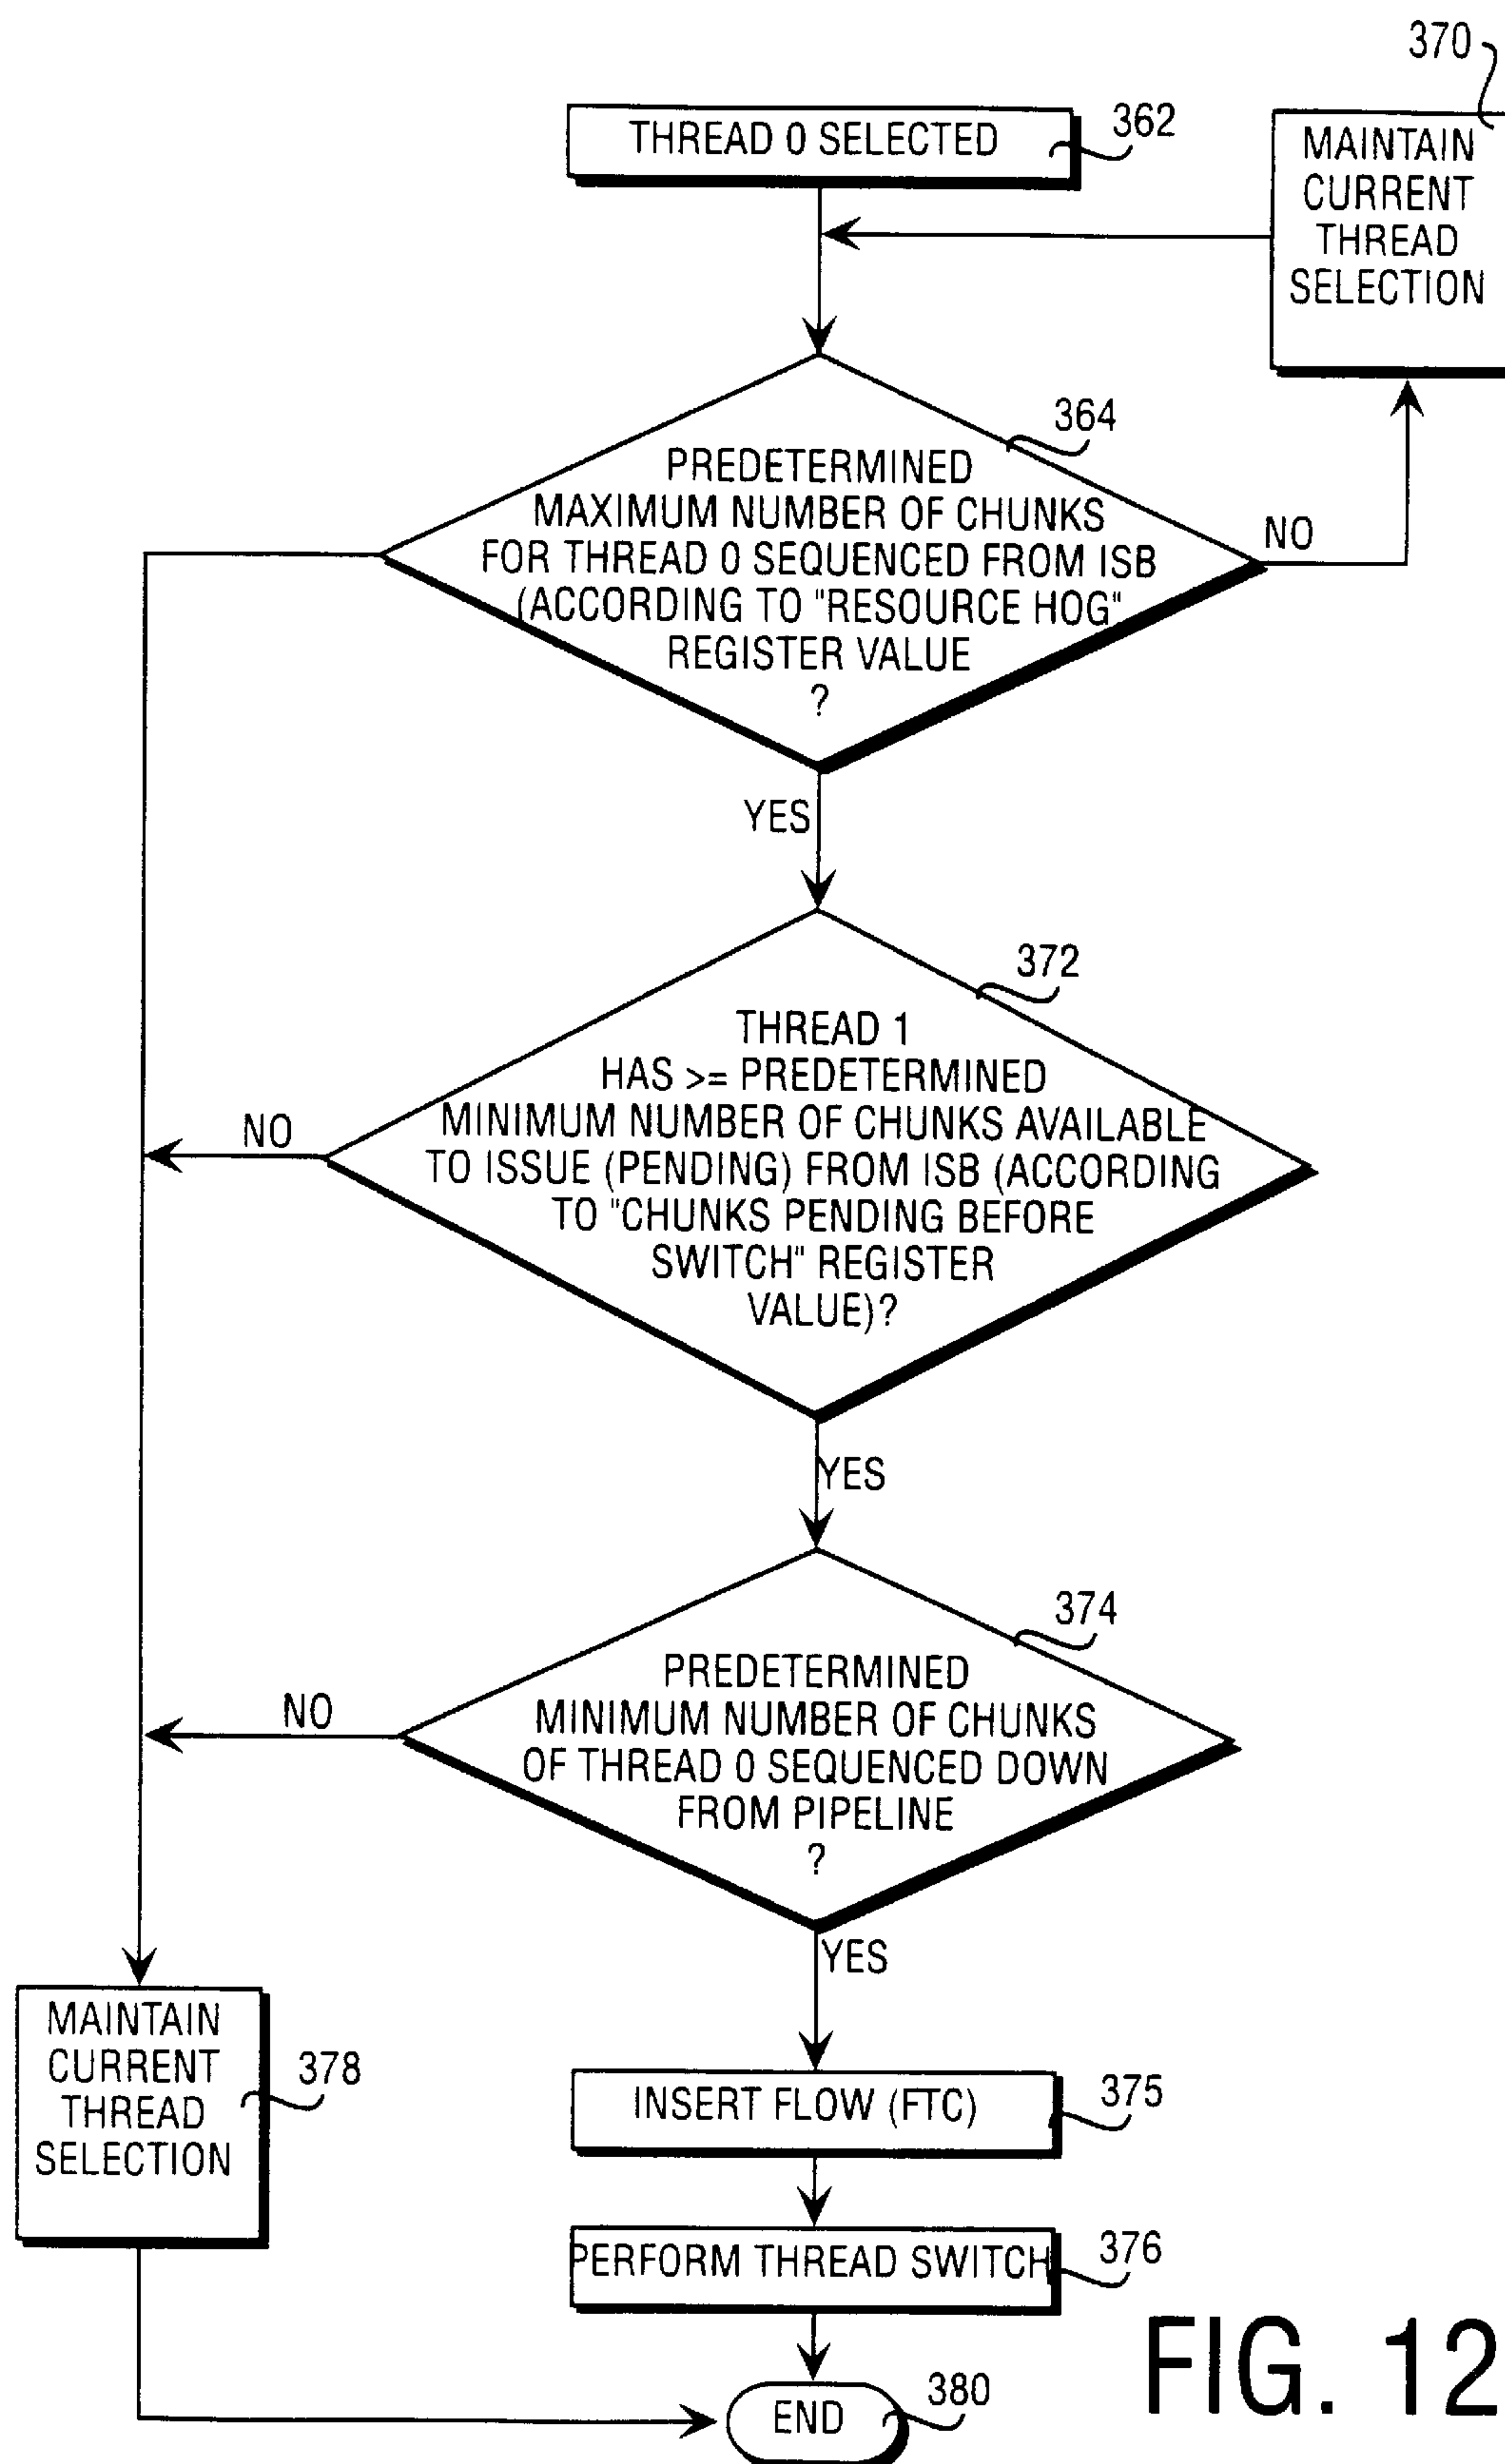 370
THREAD 0 SELECTED
362
MAINTAIN
CURRENT
THREAD
SELECTION
364
PREDETERMINED
MAXIMUM NUMBER OF CHUNKS
FOR THREAD 0 SEQUENCED FROM ISB
(ACCORDING TO "RESOURCE HOG"
REGISTER VALUE
?
NO
YES
372
THREAD 1
HAS >= PREDETERMINED
MINIMUM NUMBER OF CHUNKS AVAILABLE
TO ISSUE (PENDING) FROM ISB (ACCORDING
TO "CHUNKS PENDING BEFORE
SWITCH" REGISTER
VALUE)?
NO
YES
374
PREDETERMINED
MINIMUM NUMBER OF CHUNKS
OF THREAD 0 SEQUENCED DOWN
FROM PIPELINE
?
NO
YES
MAINTAIN
CURRENT
THREAD
SELECTION
378
INSERT FLOW (FTC)
375
PERFORM THREAD SWITCH
376
END
380
FIG. 12